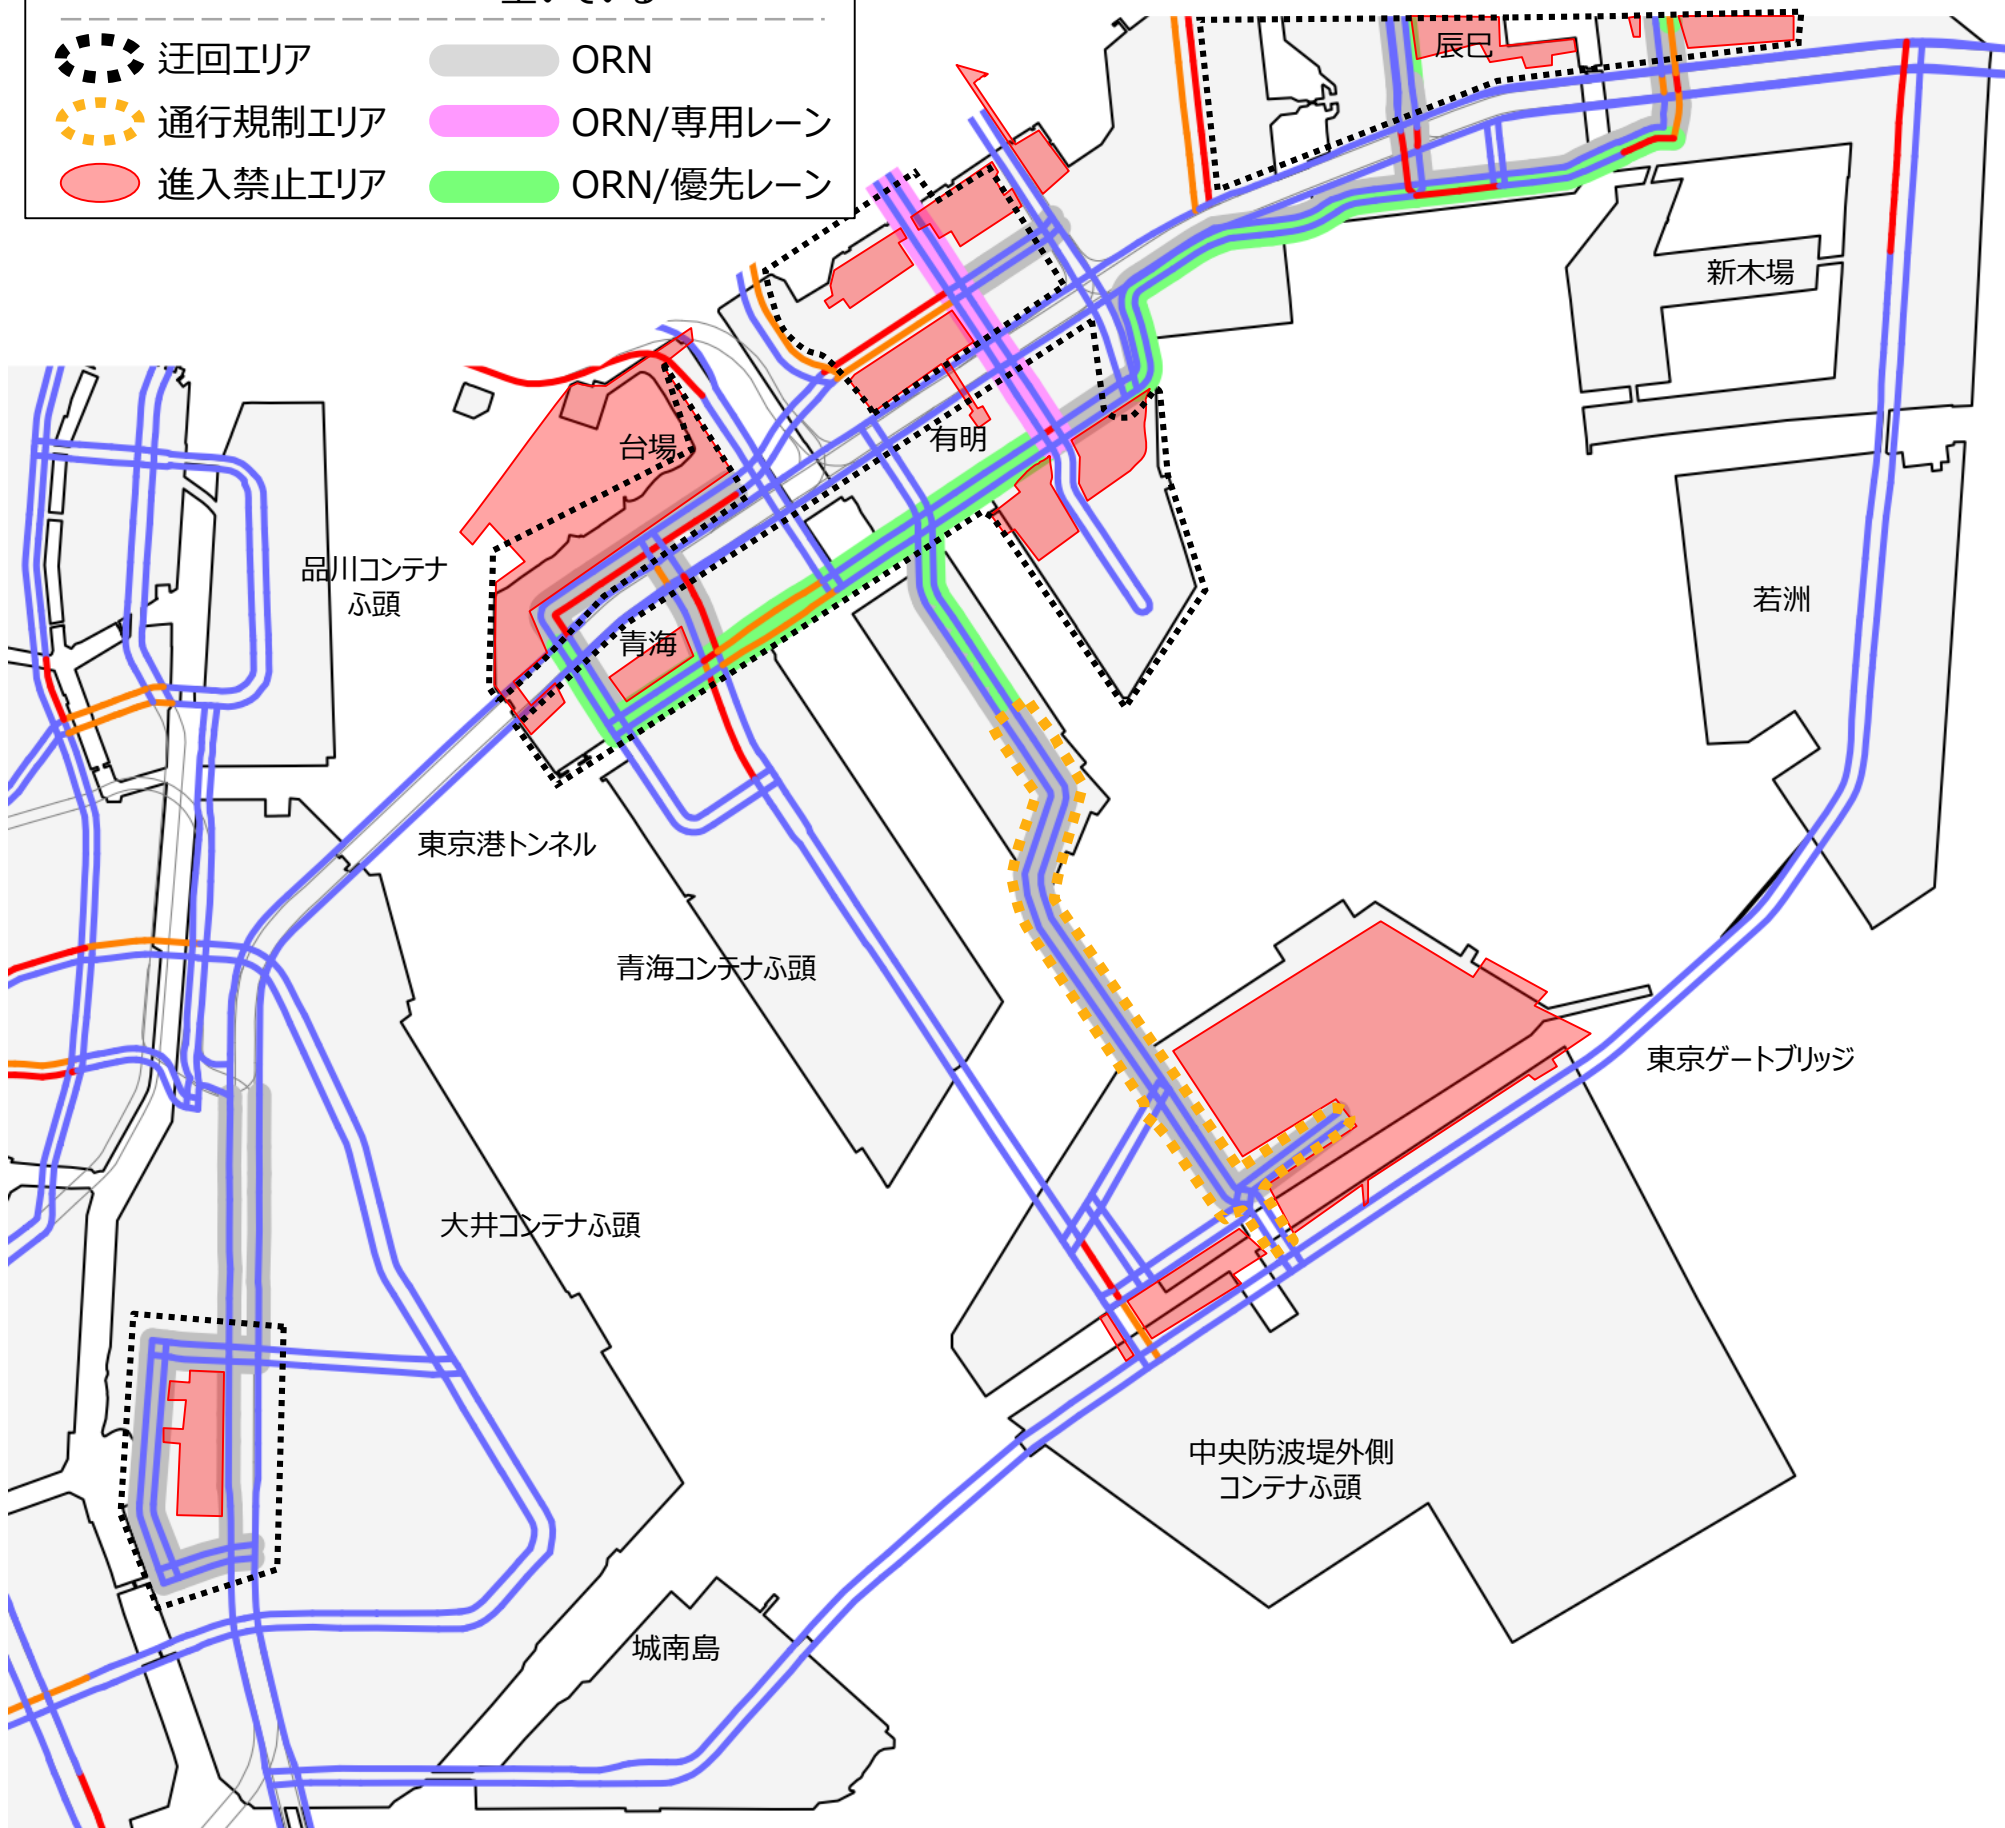 空いている
迂回エリア
ORN
通行規制エリア
ORN/専用レーン
進入禁止エリア
ORN/優先レーン
辰巳
新木場
有明
台場
品川コンテナ
ふ頭
若洲
青海
東京港トンネル
青海コンテナふ頭
東京ゲートブリッジ
大井コンテナふ頭
中央防波堤外側
コンテナふ頭
城南島